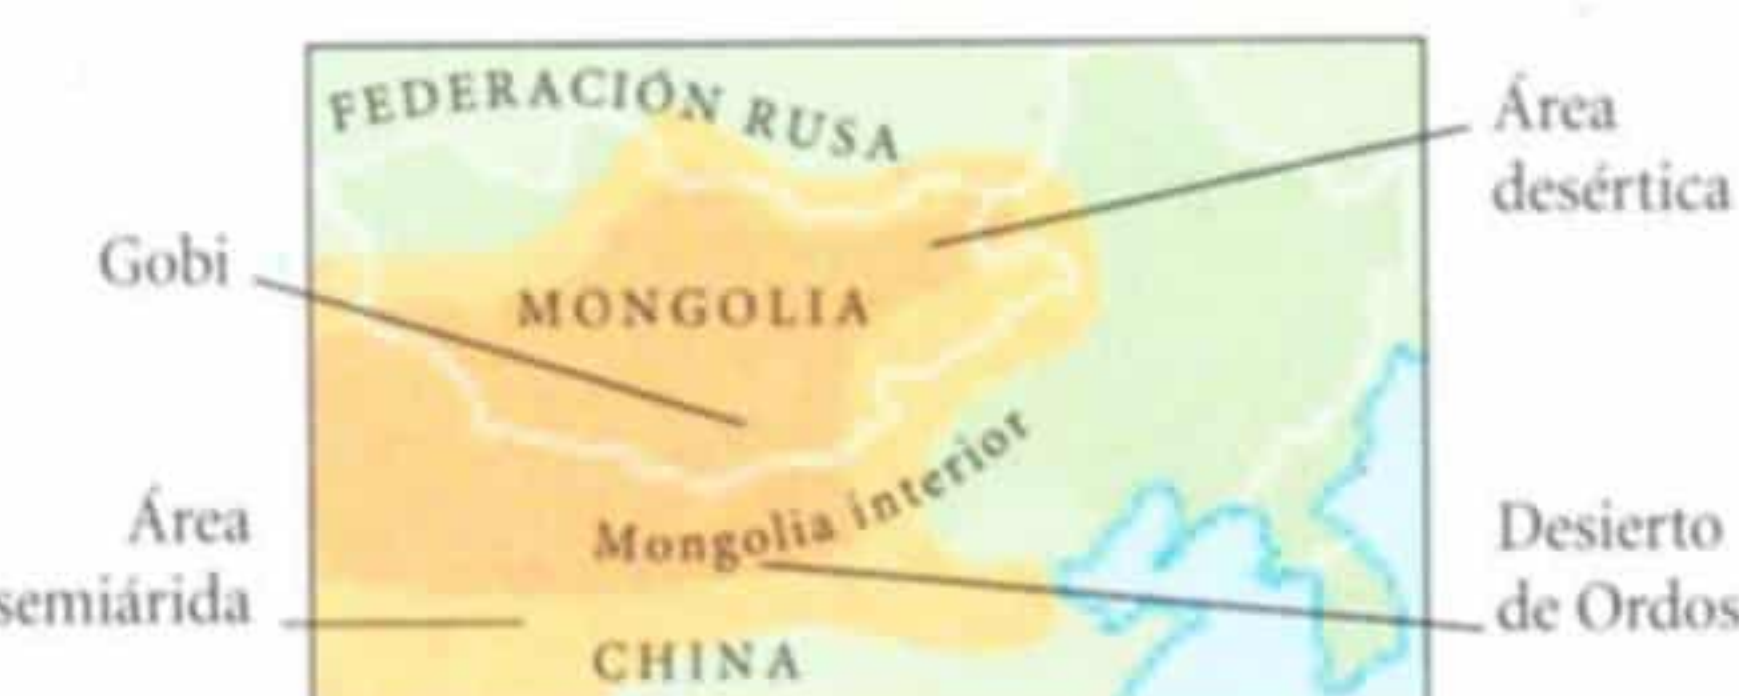 FEDERACIÓN RUSA
Área
desértica
Gobi
MONGOLIA
Mongolia interior
Área
semiárida
Desierto
de Ordos
CHINA